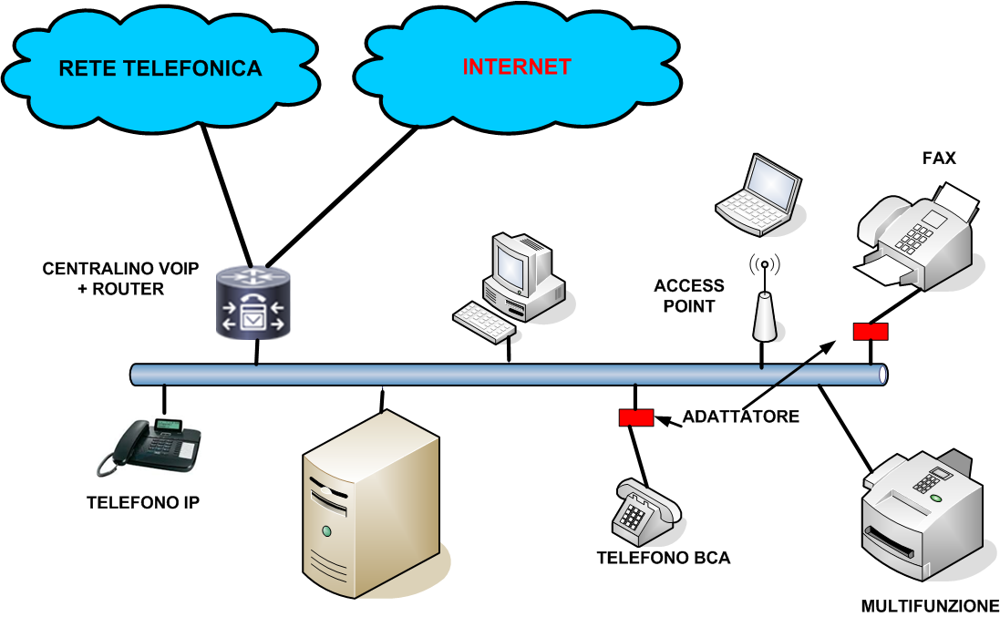 RETE TELEFONICA
INTERNET
FAX
CENTRALINO VOIP
+ ROUTER
ACCESS
POINT
ADATTATORE
TELEFONO IP
TELEFONO BCA
MULTIFUNZIONE